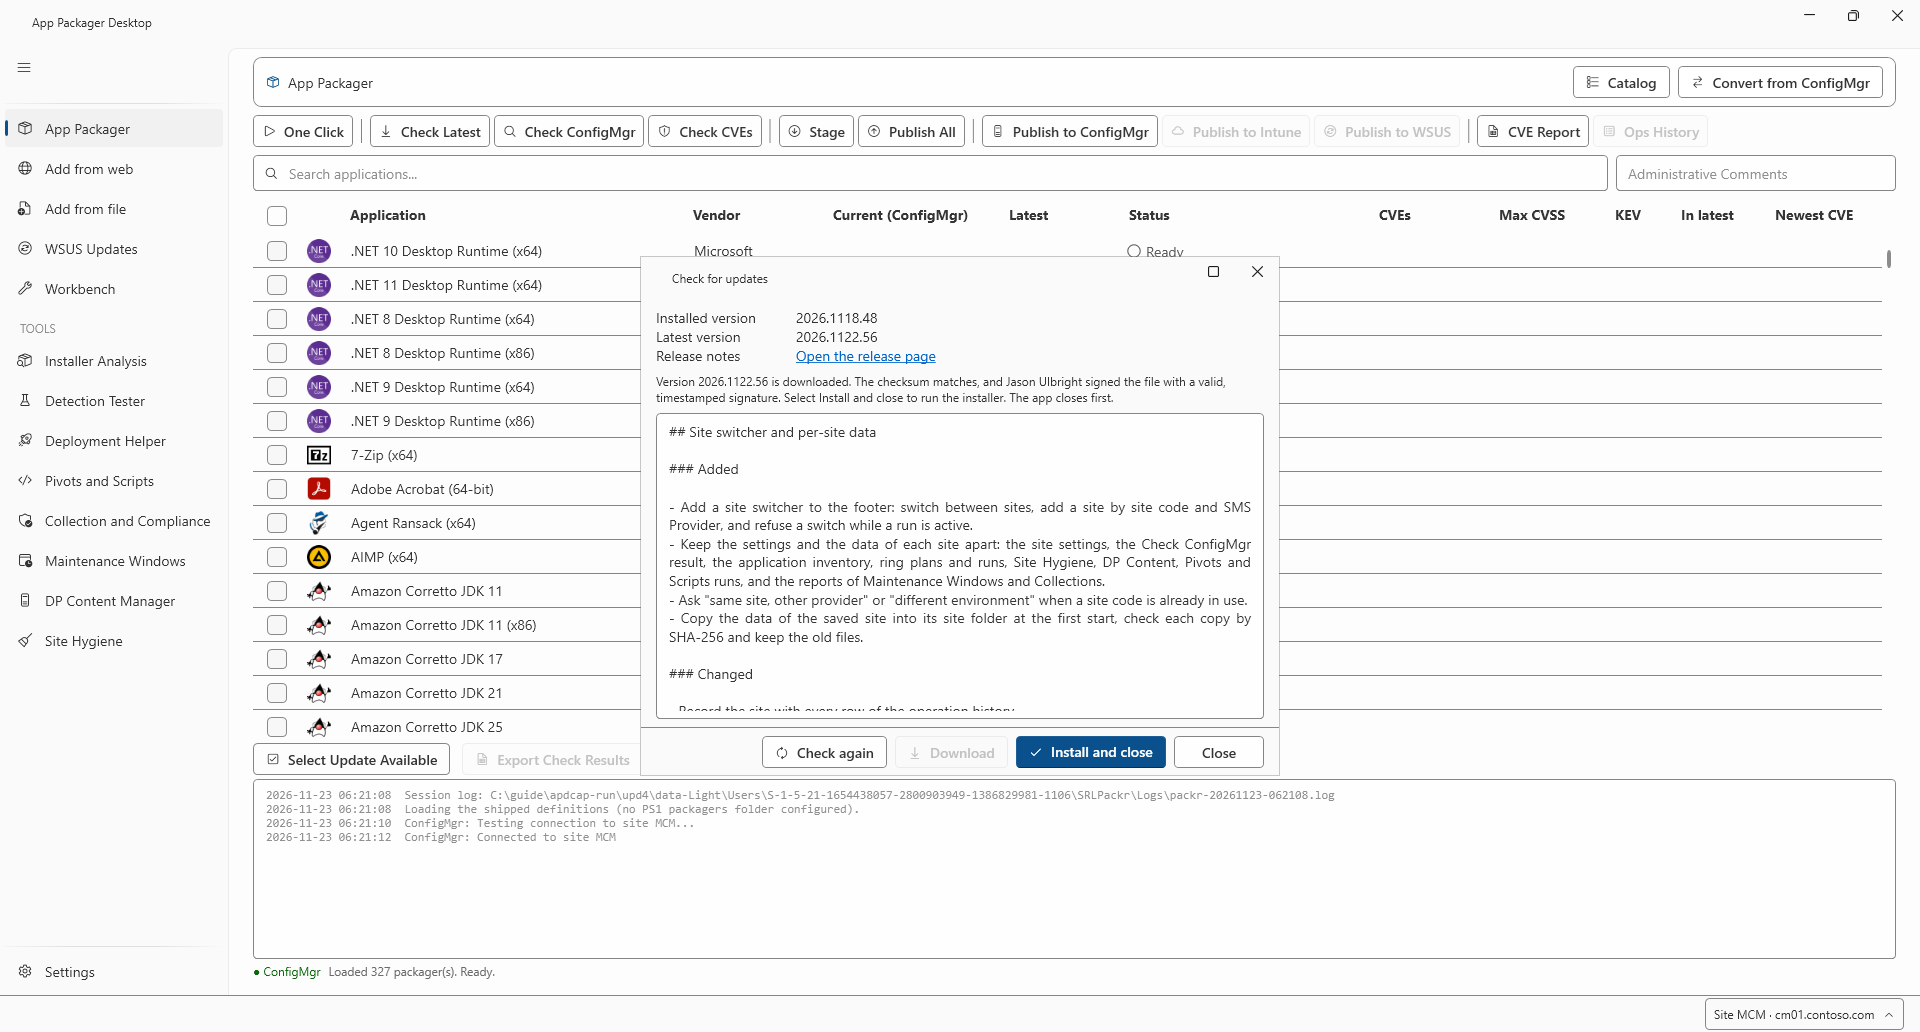 App Packager Desktop
App Packager
Catalog
Convert from ConfigMgr
App Packager
Add from web
Add from file
WSUS Updates
Workbench
TOOLS
Installer Analysis
Detection Tester
Deployment Helper
Pivots and Scripts
Collection and Compliance
Maintenance Windows
DP Content Manager
Site Hygiene
Settings
One Click
Check Latest
Check ConfigMgr
Check CVEs
Stage
Publish All
Publish to ConfigMgr
Publish to Intune
Publish to WSUS
CVE Report
Ops History
Search applications...
Administrative Comments
Application Vendor Current (ConfigMgr) Latest Status CVEs Max CVSS KEV In latest Newest CVE
.NET 10 Desktop Runtime (x64) Microsoft Ready
.NET 11 Desktop Runtime (x64)
.NET 8 Desktop Runtime (x64)
.NET 8 Desktop Runtime (x86)
.NET 9 Desktop Runtime (x64)
.NET 9 Desktop Runtime (x86)
7-Zip (x64)
Adobe Acrobat (64-bit)
Agent Ransack (x64)
AIMP (x64)
Amazon Corretto JDK 11
Amazon Corretto JDK 11 (x86)
Amazon Corretto JDK 17
Amazon Corretto JDK 21
Amazon Corretto JDK 25
Check for updates
Installed version 2026.1118.48
Latest version 2026.1122.56
Release notes Open the release page
Version 2026.1122.56 is downloaded. The checksum matches, and Jason Ulbright signed the file with a valid,
timestamped signature. Select Install and close to run the installer. The app closes first.
## Site switcher and per-site data
### Added
- Add a site switcher to the footer: switch between sites, add a site by site code and SMS
Provider, and refuse a switch while a run is active.
- Keep the settings and the data of each site apart: the site settings, the Check ConfigMgr
result, the application inventory, ring plans and runs, Site Hygiene, DP Content, Pivots and
Scripts runs, and the reports of Maintenance Windows and Collections.
- Ask "same site, other provider" or "different environment" when a site code is already in use.
- Copy the data of the saved site into its site folder at the first start, check each copy by
SHA-256 and keep the old files.
### Changed
- Record the site with every row of the operation history
Check again
Download
Install and close
Close
Select Update Available
Export Check Results
2026-11-23 06:21:08 Session log: C:\guide\apdcap-run\upd4\data-Light\Users\S-1-5-21-1654438057-2800903949-1386829981-1106\SRLPackr\Logs\packr-20261123-062108.log
2026-11-23 06:21:08 Loading the shipped definitions (no PS1 packagers folder configured).
2026-11-23 06:21:10 ConfigMgr: Testing connection to site MCM...
2026-11-23 06:21:12 ConfigMgr: Connected to site MCM
ConfigMgr Loaded 327 packager(s). Ready.
Site MCM · cm01.contoso.com